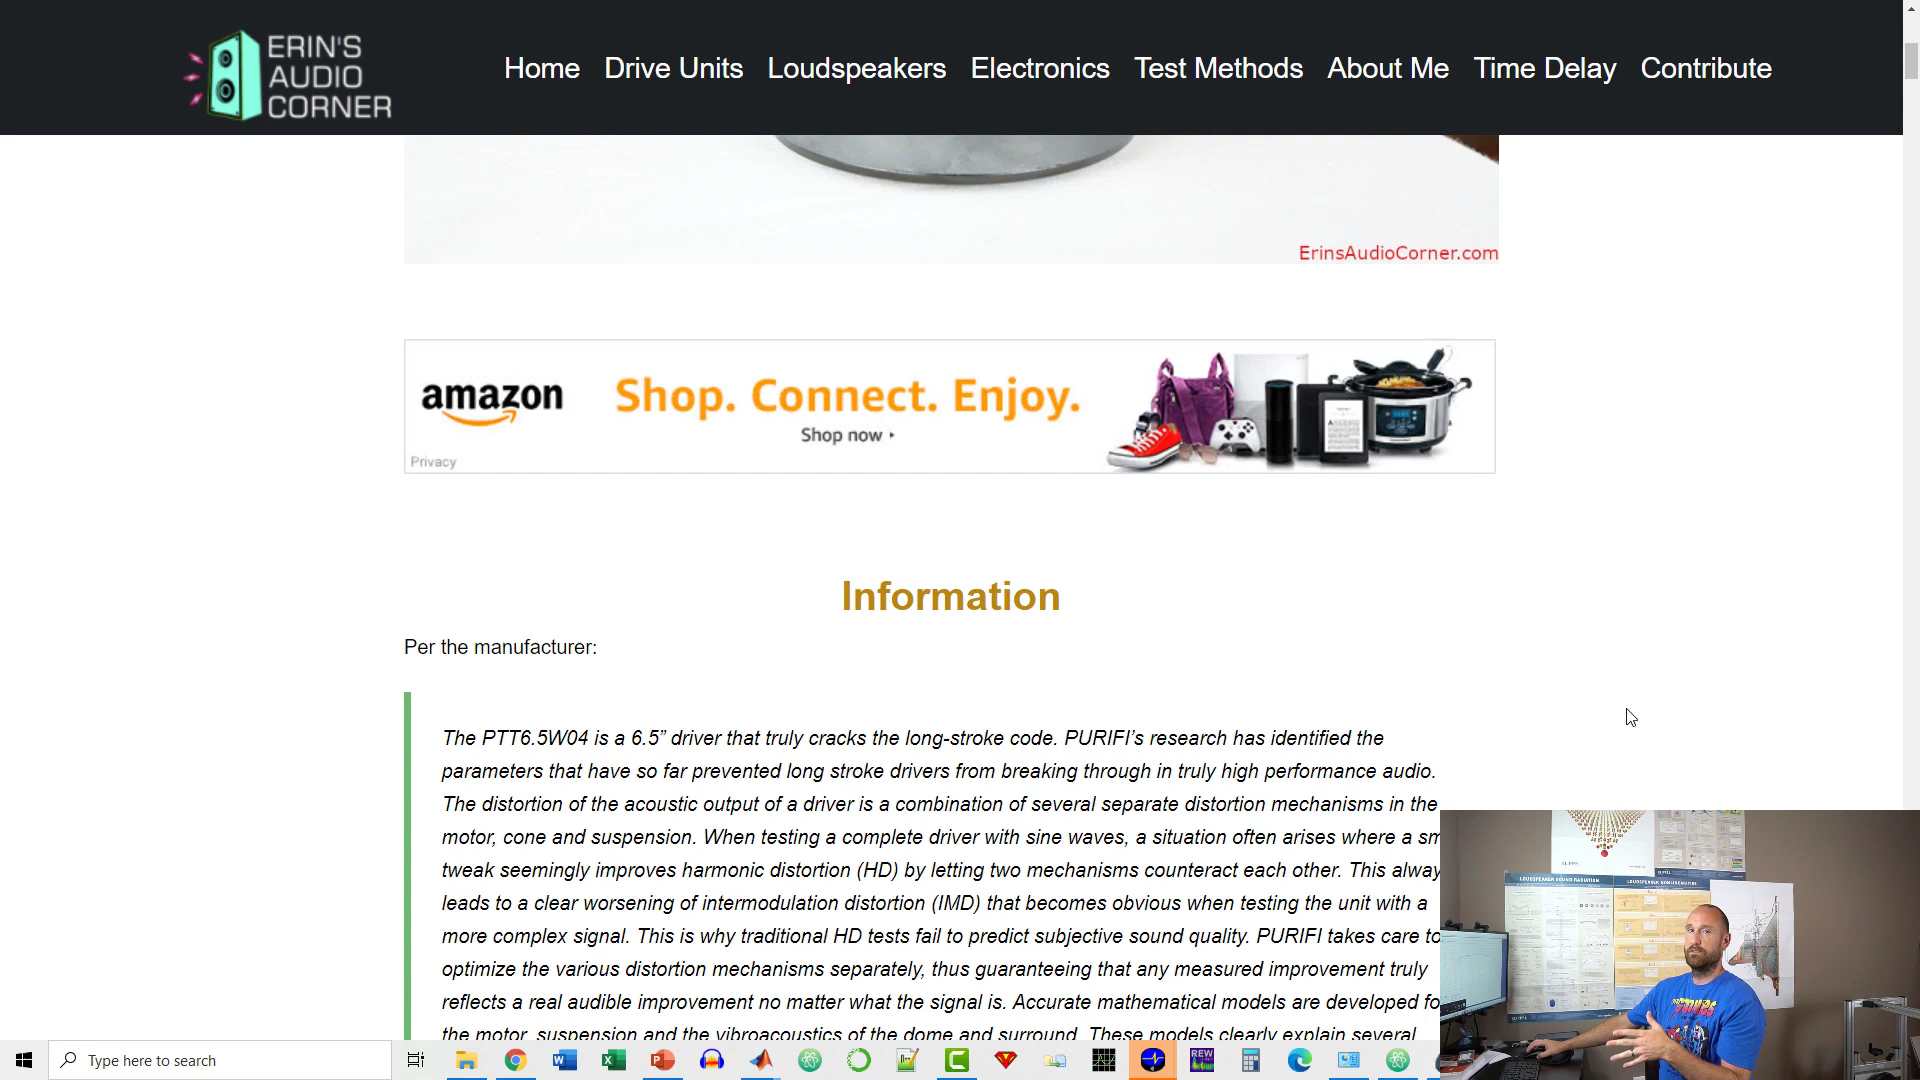 ERIN'S
AUDIO
CORNER
Home Drive Units Loudspeakers Electronics Test Methods About Me Time Delay Contribute
ErinsAudioCorner.com
amazon
Shop. Connect. Enjoy.
Shop now
Privacy
Information
Per the manufacturer:
The PTT6.5W04 is a 6.5” driver that truly cracks the long-stroke code. PURIFI’s research has identified the
parameters that have so far prevented long stroke drivers from breaking through in truly high performance audio.
The distortion of the acoustic output of a driver is a combination of several separate distortion mechanisms in the
motor, cone and suspension. When testing a complete driver with sine waves, a situation often arises where a sm
tweak seemingly improves harmonic distortion (HD) by letting two mechanisms counteract each other. This alway
leads to a clear worsening of intermodulation distortion (IMD) that becomes obvious when testing the unit with a
more complex signal. This is why traditional HD tests fail to predict subjective sound quality. PURIFI takes care to
optimize the various distortion mechanisms separately, thus guaranteeing that any measured improvement truly
reflects a real audible improvement no matter what the signal is. Accurate mathematical models are developed fo
the motor, suspension and the vibroacoustics of the dome and surround. These models clearly explain several
LOUDSPEAKER SOUND RADIATION
LOUDSPEAKER NONLINEARITIES
Type here to search
REW